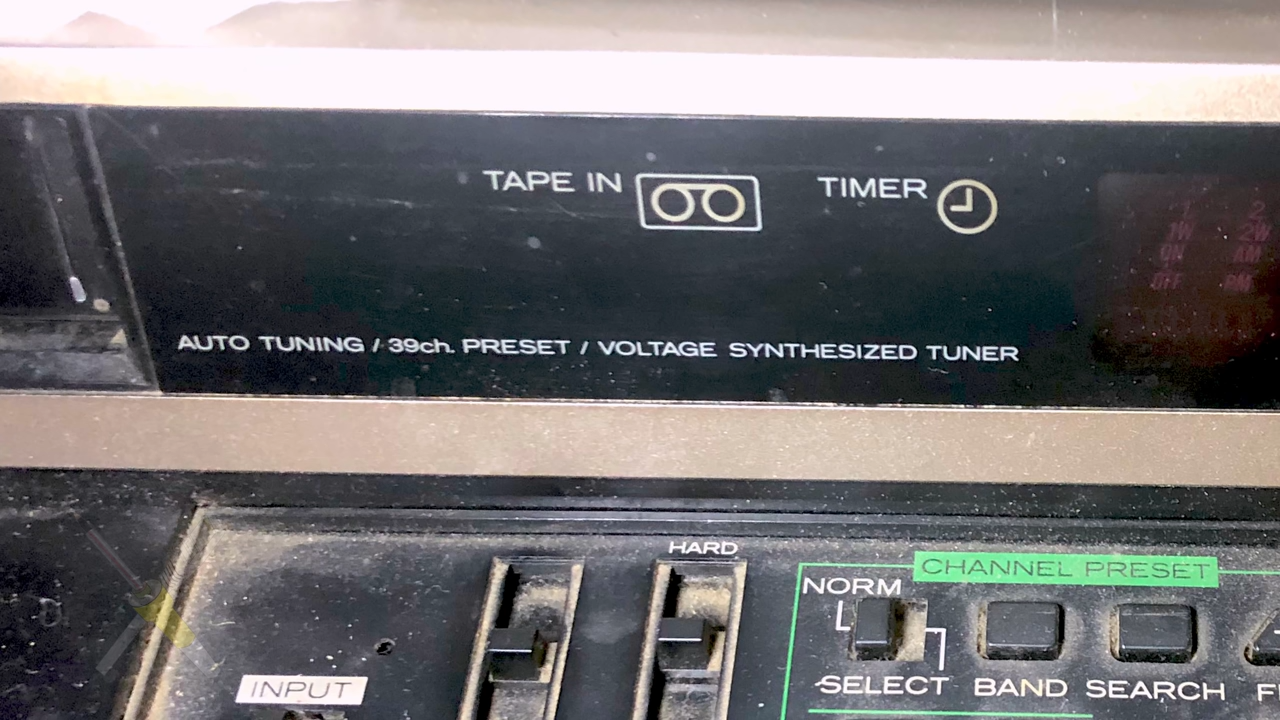 TAPE IN
TIMER
AUTO TUNING / 39ch. PRESET / VOLTAGE SYNTHESIZED TUNER
HARD
CHANNEL PRESET
NORM
INPUT
SELECT BAND SEARCH